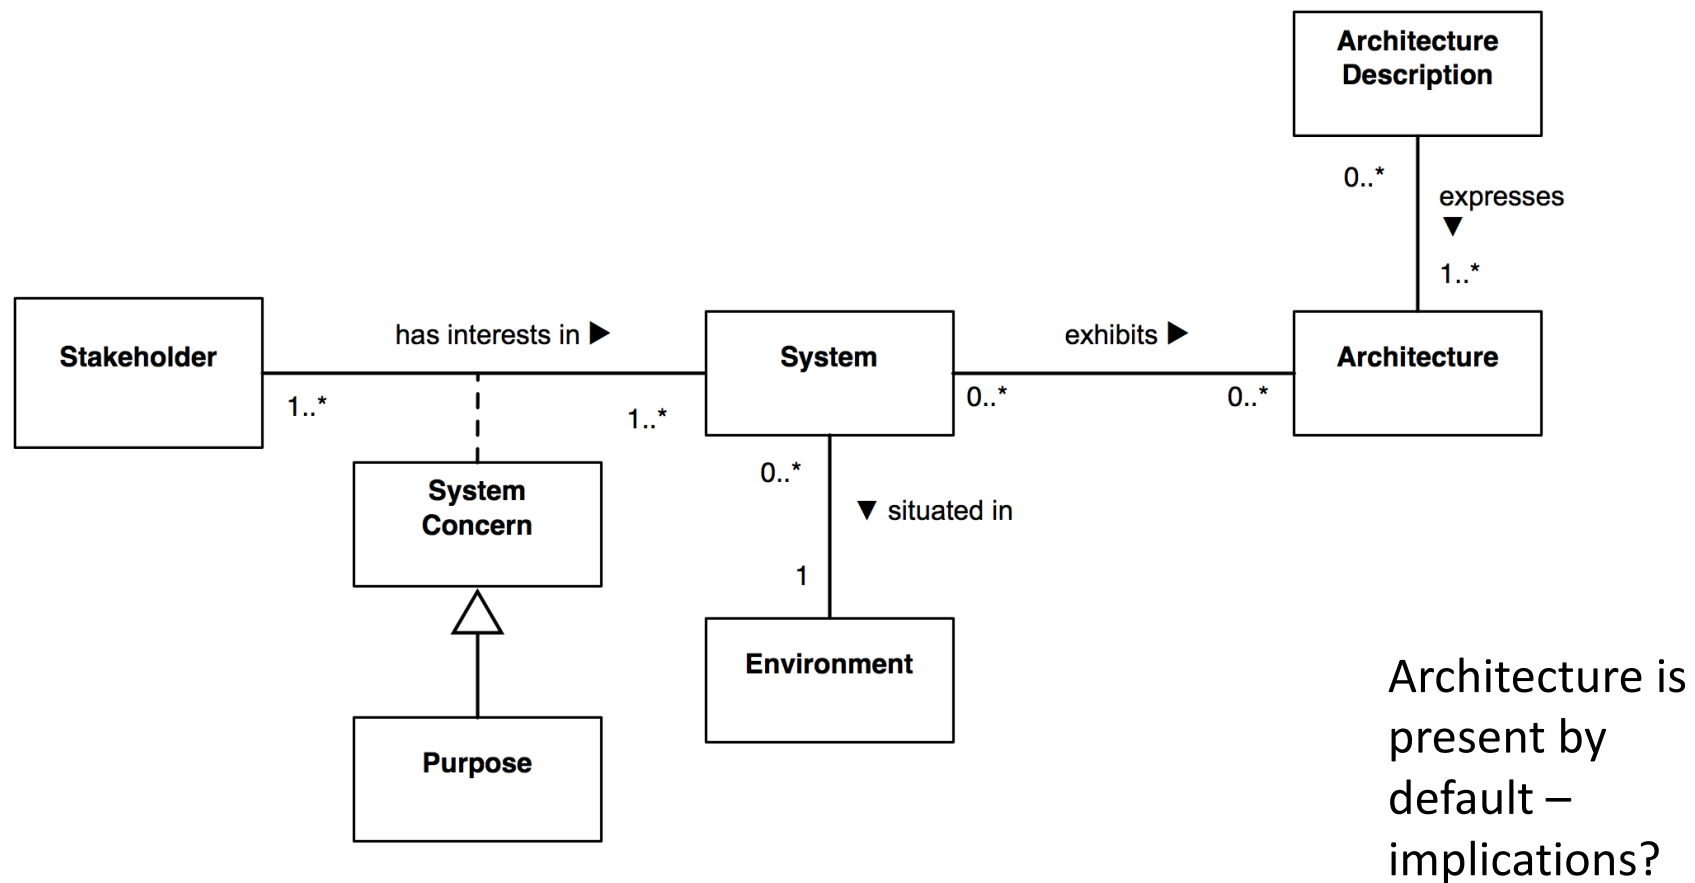 Architecture
Description
0..*
expresses
▼
1..*
Stakeholder
has interests in ▶
System
exhibits ▶
Architecture
1..*
1..*
0..*
0..*
System
Concern
0..*
▼ situated in
1
Environment
Purpose
Architecture is
present by
default –
implications?